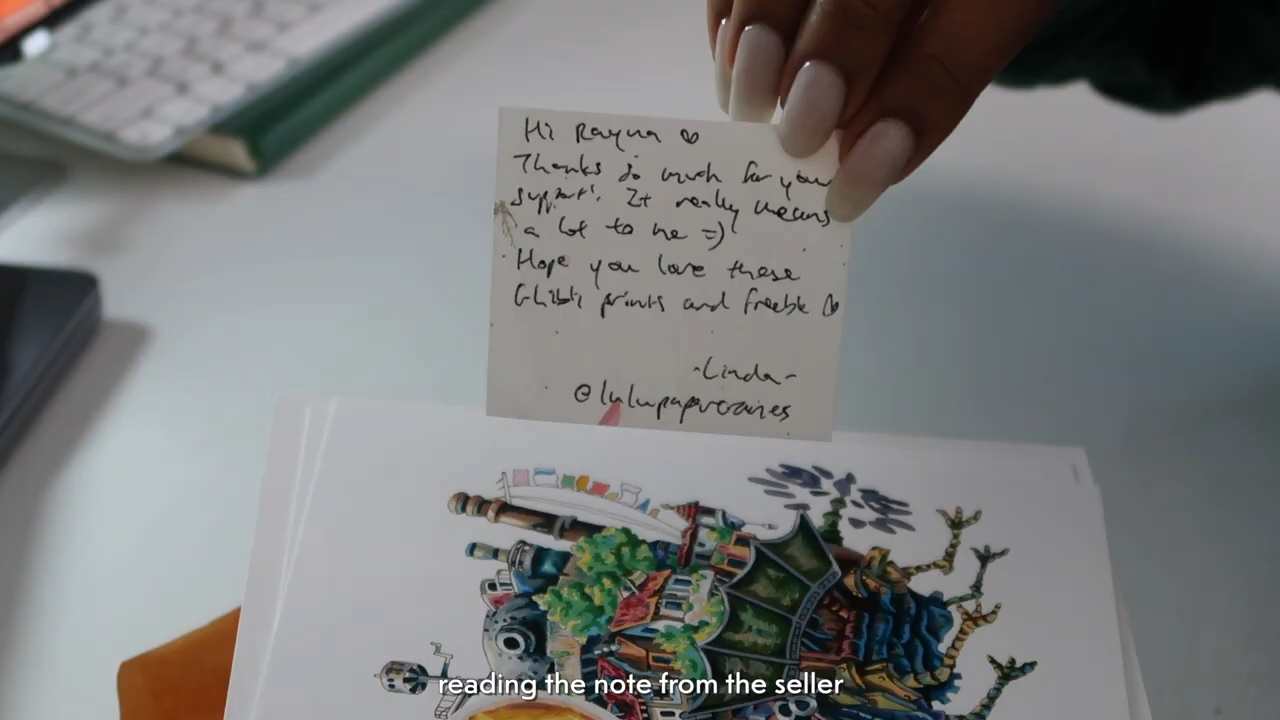 Hi Rayna ♡
Thanks so much for your
support! It really means
a lot to me =)
Hope you love these
Ghibli prints and freebie ♡
-Linda-
@lulupapercranes
reading the note from the seller